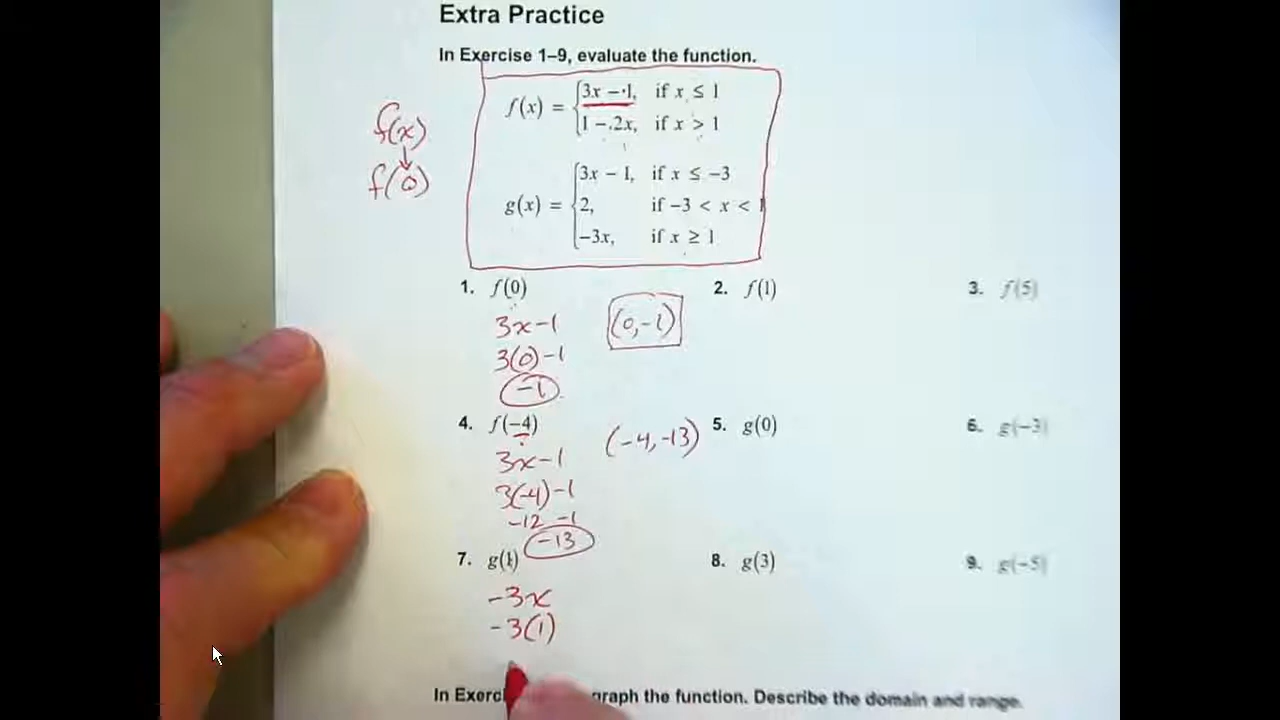 Extra Practice
In Exercise 1–9, evaluate the function.
f(x) = {3x – 1, if x ≤ 1
1 – 2x, if x > 1
f(x)
f(0)
g(x) = {3x – 1, if x ≤ –3
2, if –3 < x < 1
–3x, if x ≥ 1
1. f(0) 2. f(1) 3. f(5)
3x-1 (0,-1)
3(0)-1
-1
4. f(–4) (-4,-13) 5. g(0) 6. g(–3)
3x-1
3(-4)-1
-12 -1
-13
7. g(1) 8. g(3) 9. g(–5)
-3x
-3(1)
In graph the function. Describe the domain and range.